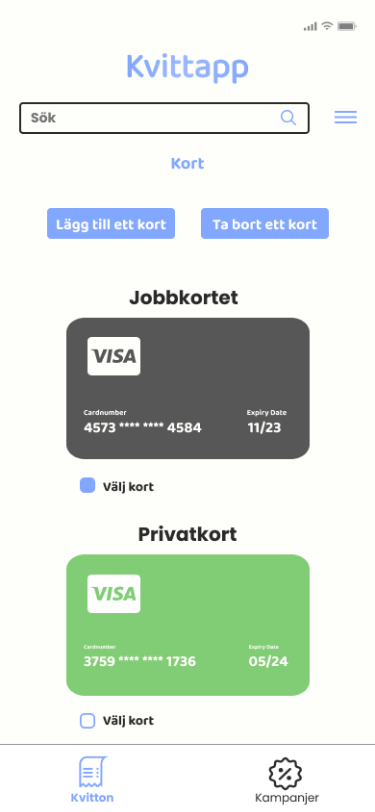 Kvittapp
Sök
Kort
Lägg till ett kort
Ta bort ett kort
Jobbkortet
VISA
Cardnumber Expiry Date
4573 **** **** 4584 11/23
Välj kort
Privatkort
VISA
Cardnumber Expiry Date
3759 **** **** 1736 05/24
Välj kort
Kvitton
Kampanjer